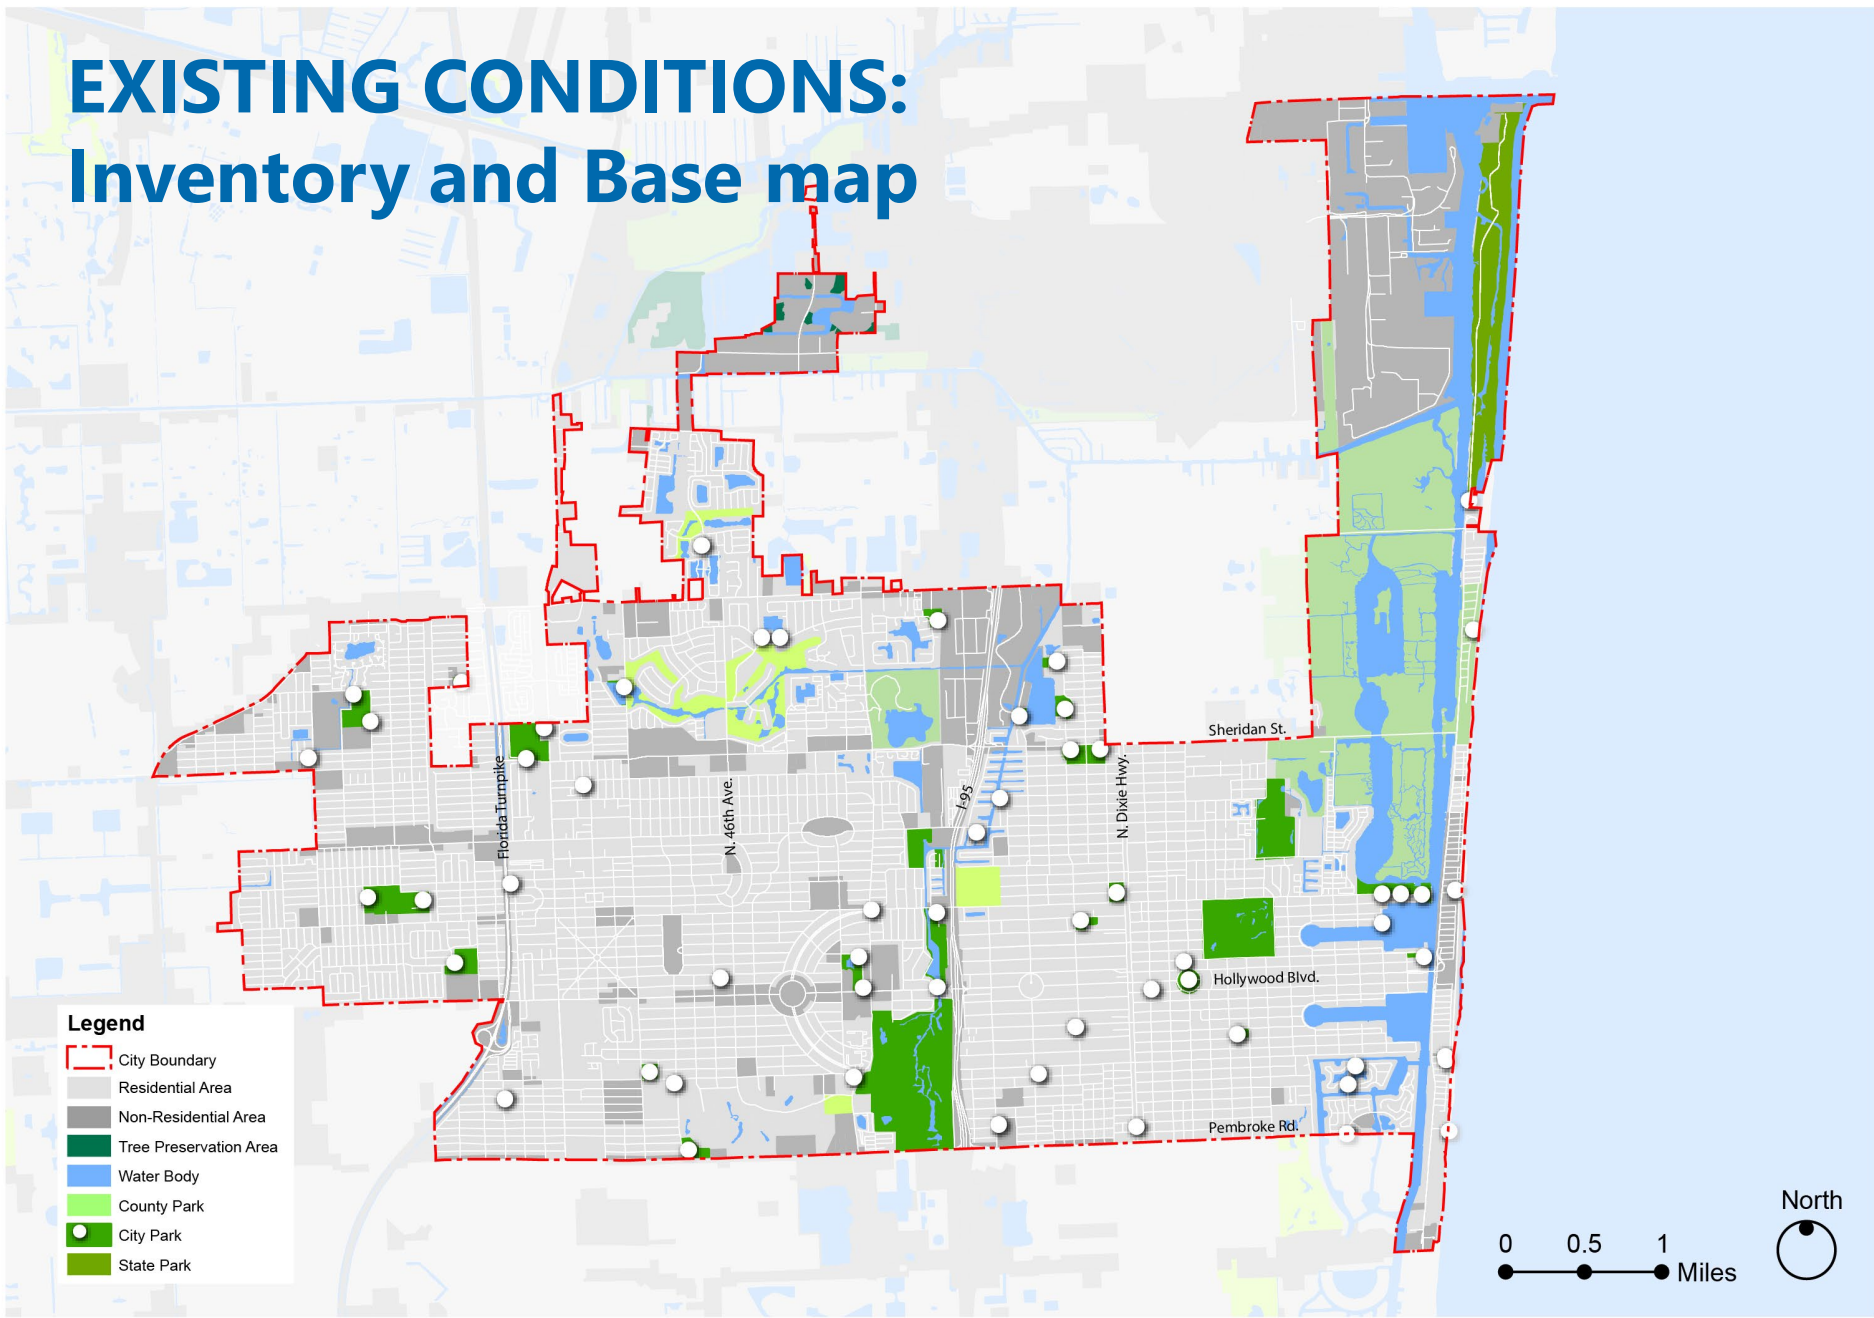 EXISTING CONDITIONS:
Inventory and Base map
Sheridan St.
Florida Turnpike
N. 46th Ave.
I-95
N. Dixie Hwy.
Hollywood Blvd.
Pembroke Rd.
Legend
City Boundary
Residential Area
Non-Residential Area
Tree Preservation Area
Water Body
County Park
City Park
State Park
North
0 0.5 1
Miles